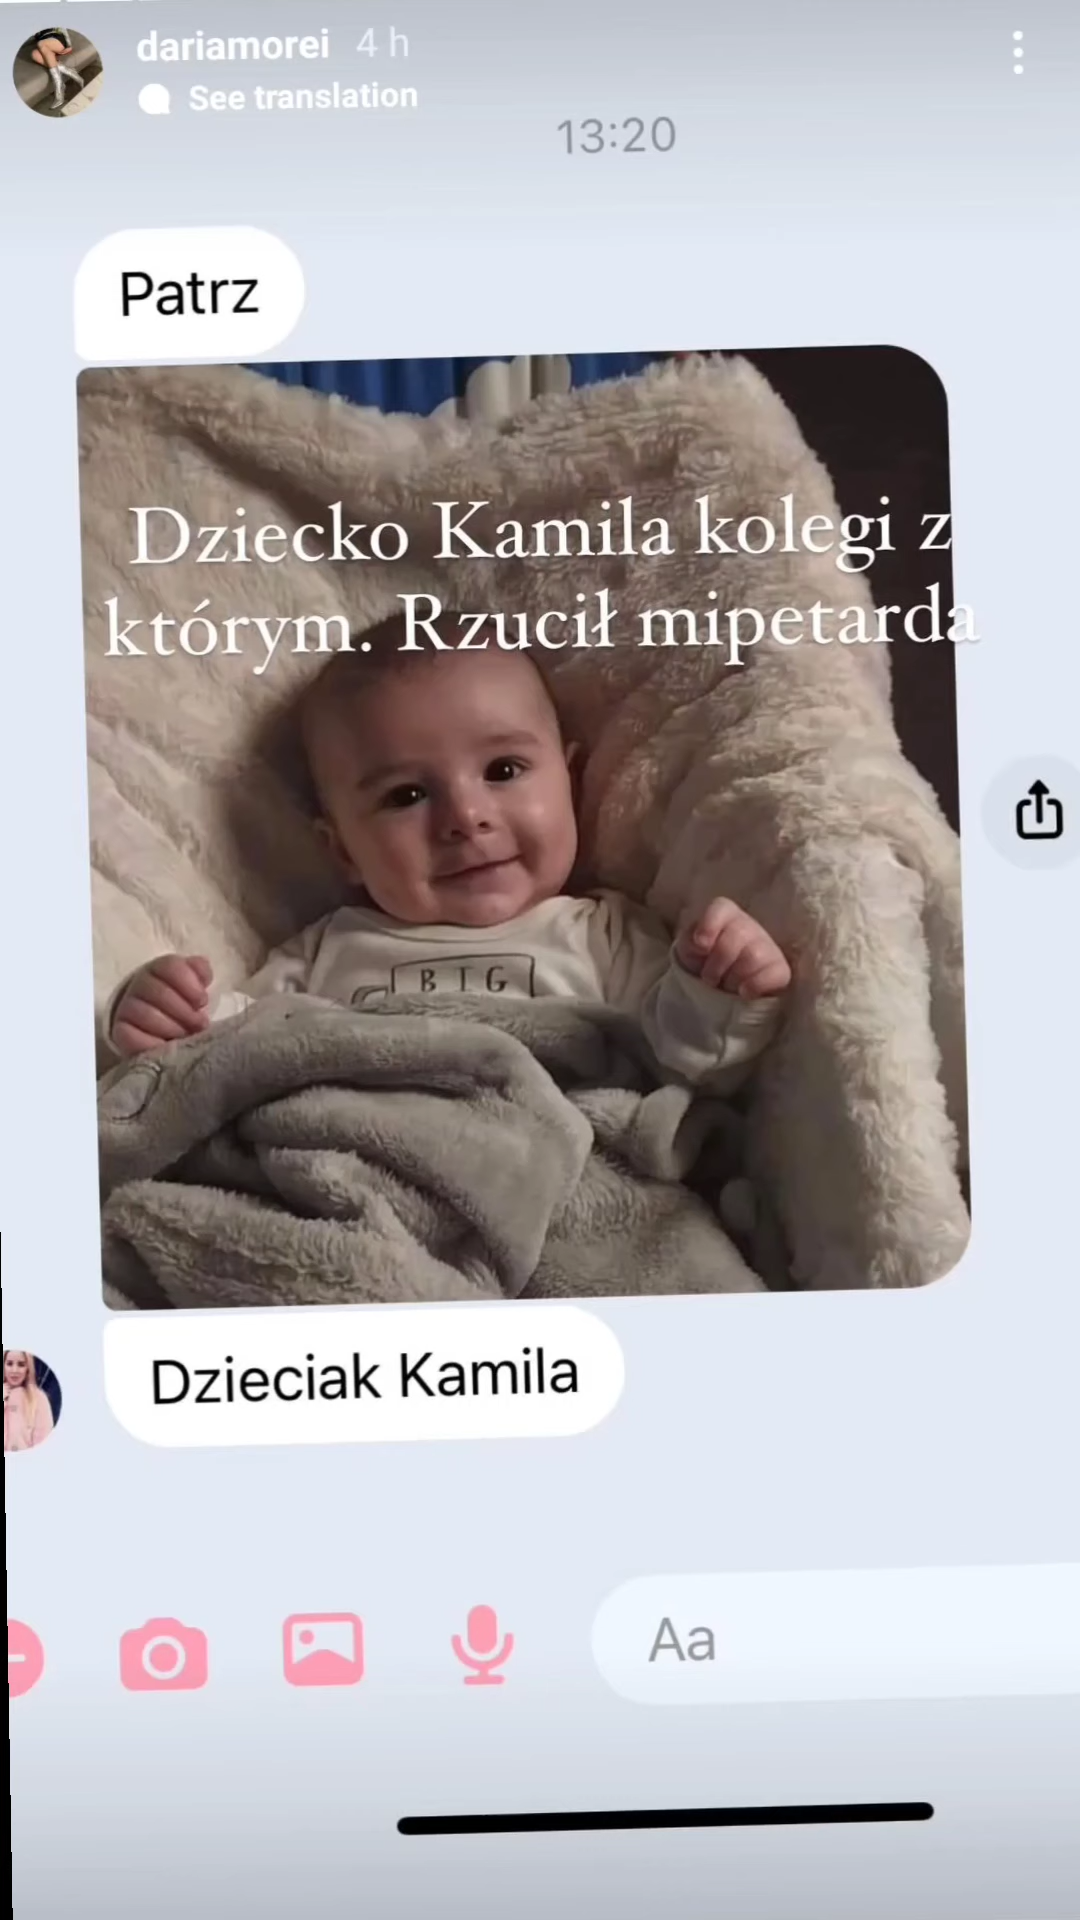 dariamorei 4 h
See translation
13:20
Patrz
Dziecko Kamila kolegi z
którym. Rzucił mipetarda
BIG
Dzieciak Kamila
Aa